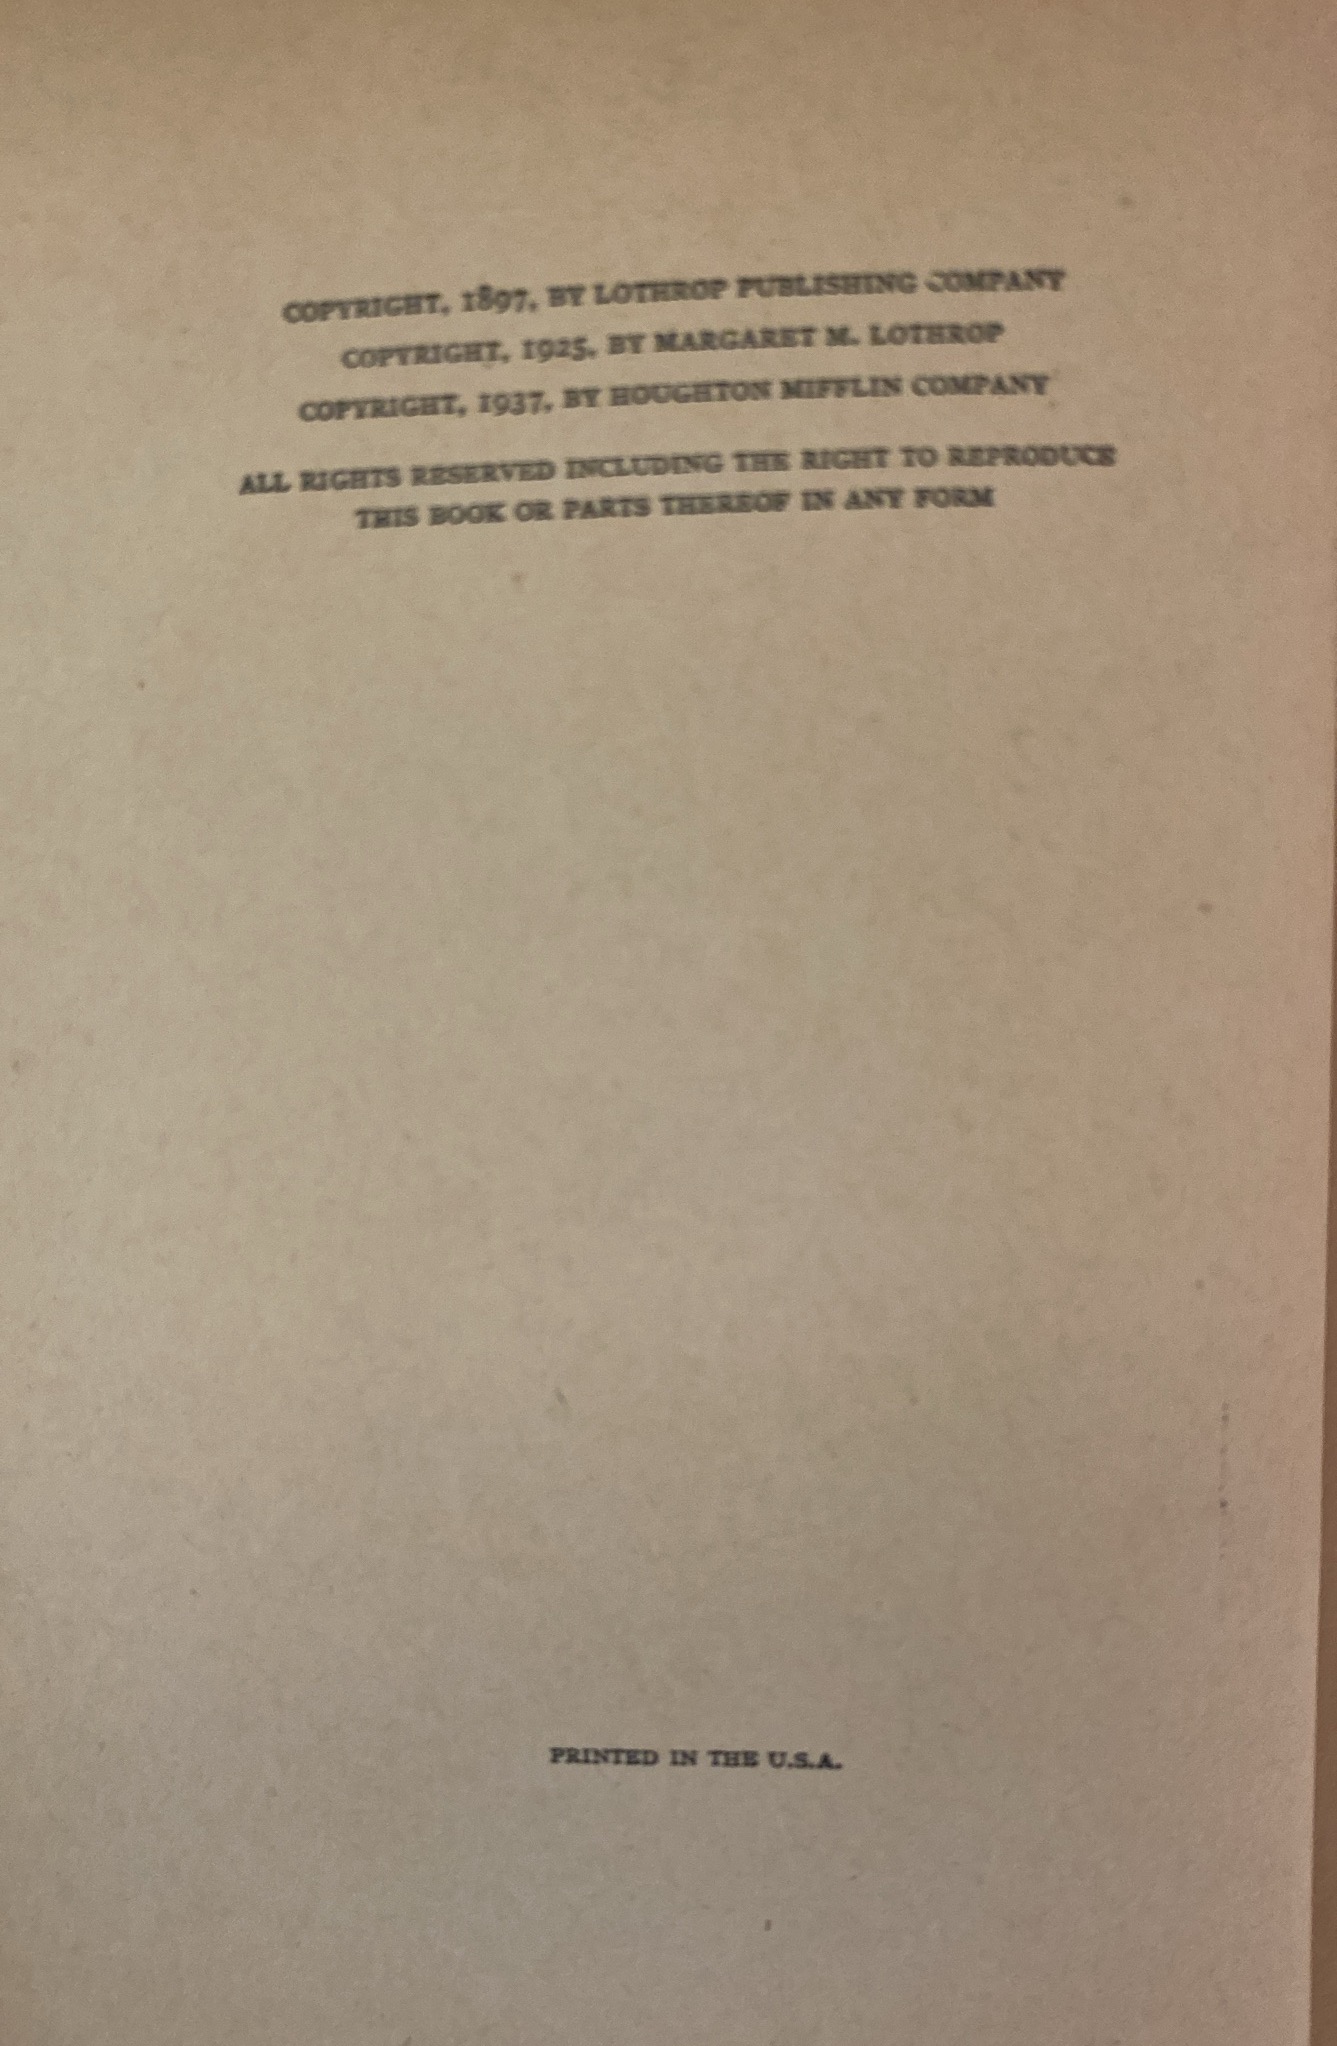 COPYRIGHT, 1897, BY LOTHROP PUBLISHING COMPANY
COPYRIGHT, 1925, BY MARGARET M. LOTHROP
COPYRIGHT, 1937, BY HOUGHTON MIFFLIN COMPANY
ALL RIGHTS RESERVED INCLUDING THE RIGHT TO REPRODUCE
THIS BOOK OR PARTS THEREOF IN ANY FORM
PRINTED IN THE U.S.A.